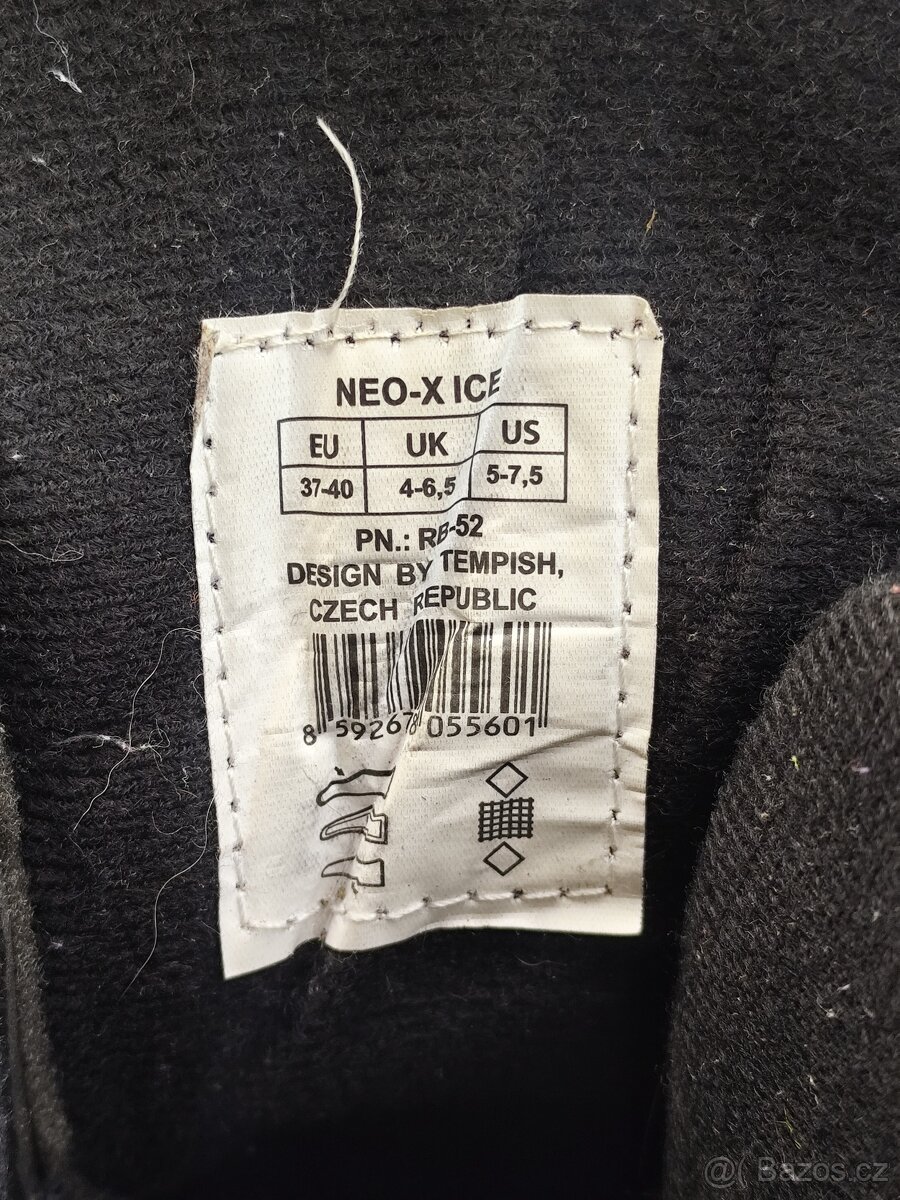 NEO-X ICE
EU UK US
37-40 4-6,5 5-7,5
PN.: RB-52
DESIGN BY TEMPISH,
CZECH REPUBLIC
8 592678 055601
@( Bazos.cz